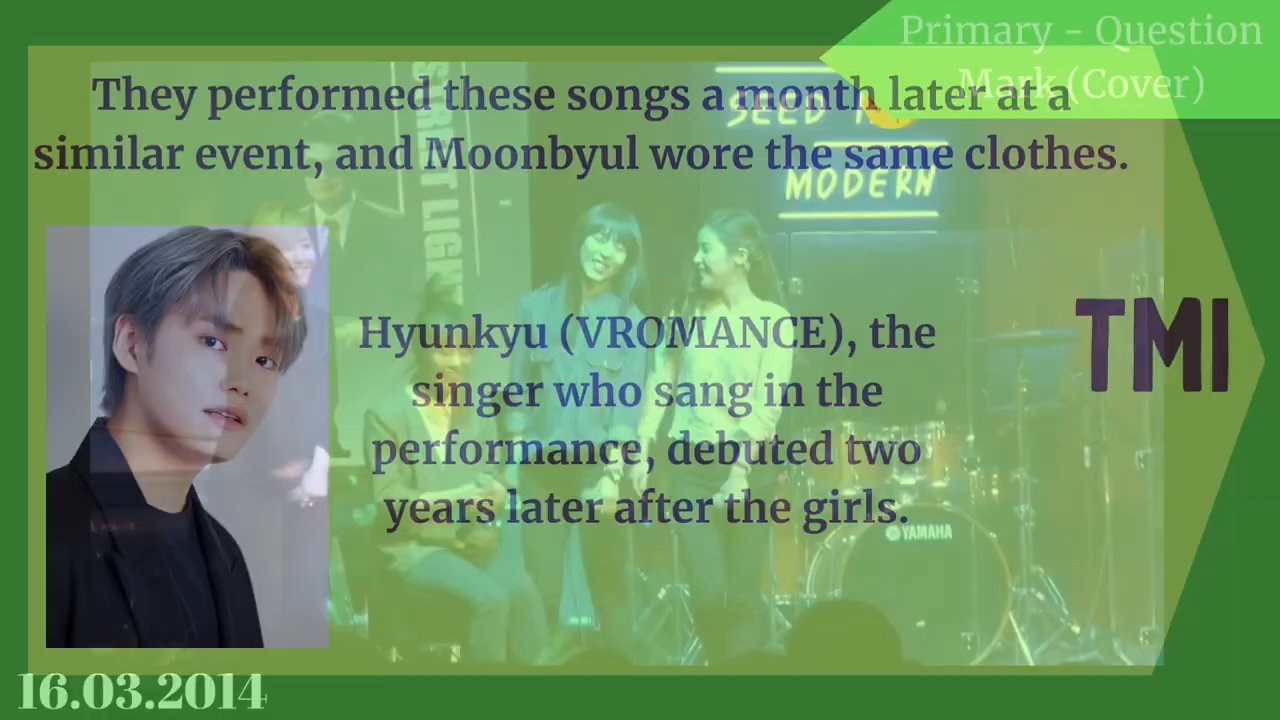 Primary - Question
Mark (Cover)
They performed these songs a month later at a
similar event, and Moonbyul wore the same clothes.
SEED
MODERN
Hyunkyu (VROMANCE), the
singer who sang in the
performance, debuted two
years later after the girls.
TMI
YAMAHA
16.03.2014